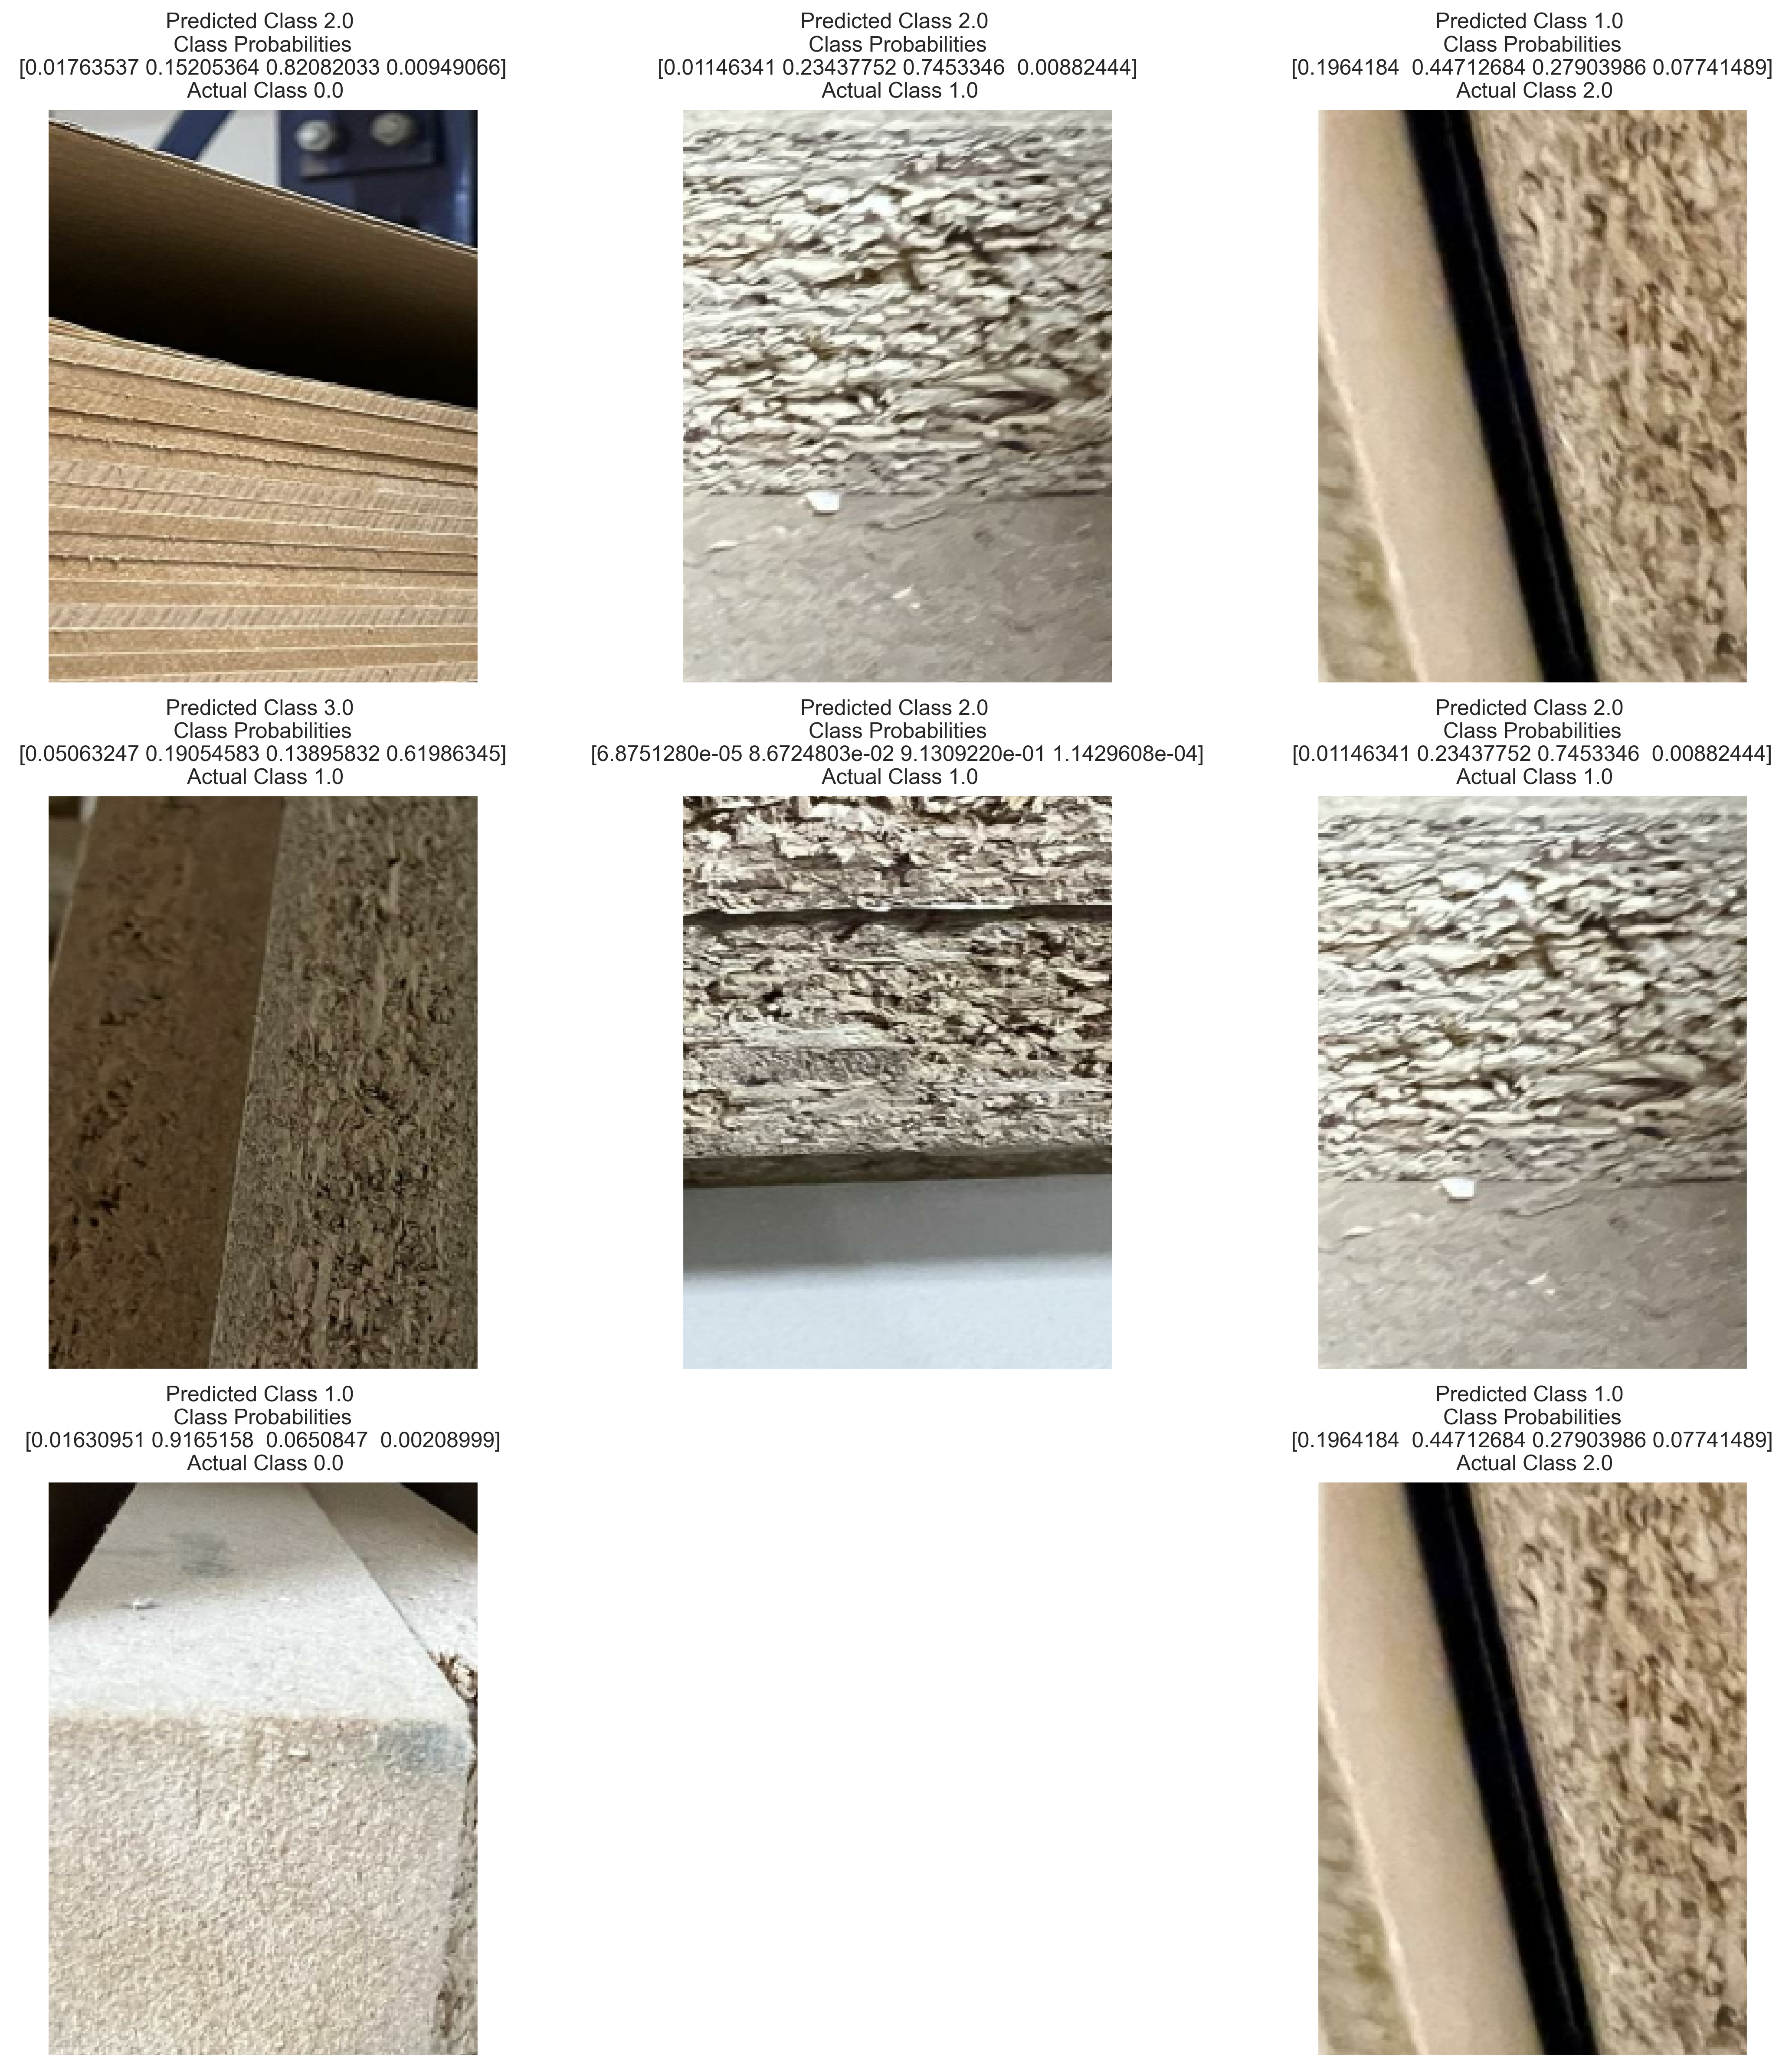 Predicted Class 2.0
Class Probabilities
[0.01763537 0.15205364 0.82082033 0.00949066]
Actual Class 0.0
Predicted Class 2.0
Class Probabilities
[0.01146341 0.23437752 0.7453346  0.00882444]
Actual Class 1.0
Predicted Class 1.0
Class Probabilities
[0.1964184  0.44712684 0.27903986 0.07741489]
Actual Class 2.0
Predicted Class 3.0
Class Probabilities
[0.05063247 0.19054583 0.13895832 0.61986345]
Actual Class 1.0
Predicted Class 2.0
Class Probabilities
[6.8751280e-05 8.6724803e-02 9.1309220e-01 1.1429608e-04]
Actual Class 1.0
Predicted Class 2.0
Class Probabilities
[0.01146341 0.23437752 0.7453346  0.00882444]
Actual Class 1.0
Predicted Class 1.0
Class Probabilities
[0.01630951 0.9165158  0.0650847  0.00208999]
Actual Class 0.0
Predicted Class 1.0
Class Probabilities
[0.1964184  0.44712684 0.27903986 0.07741489]
Actual Class 2.0